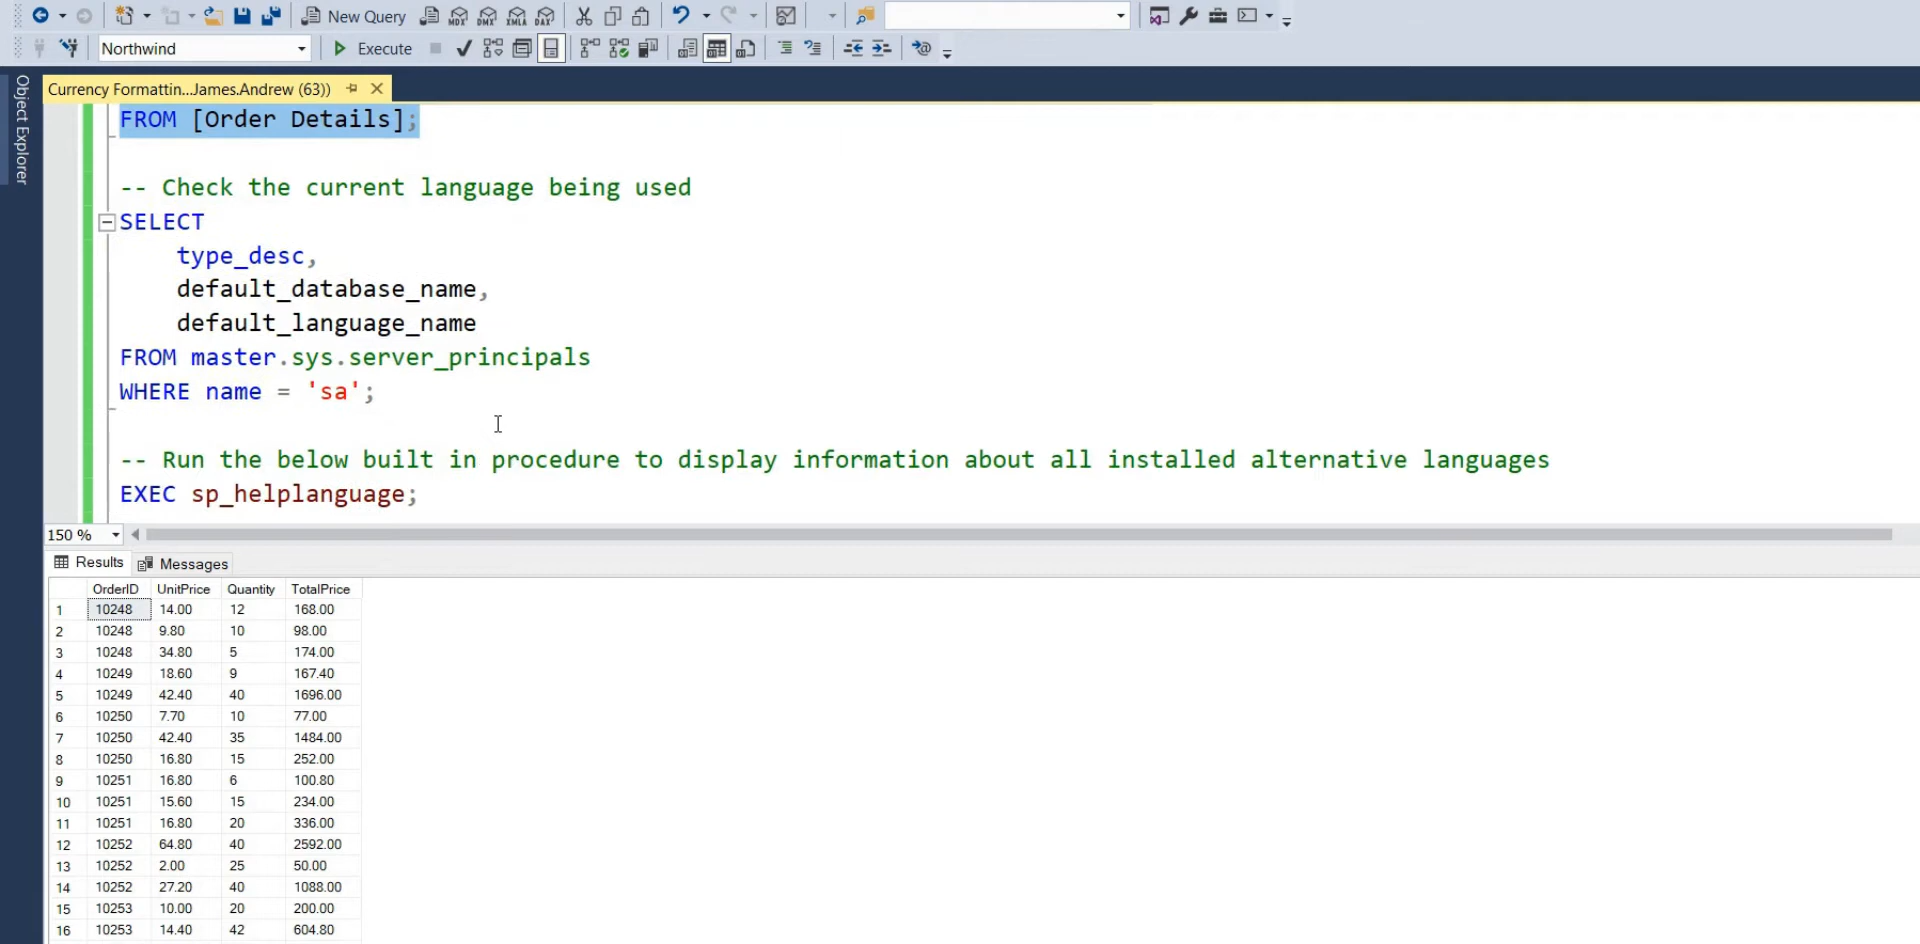 New Query MDX DMX XMLA DAX
Northwind Execute
Object Explorer
Currency Formattin...James.Andrew (63))
FROM [Order Details];
-- Check the current language being used
SELECT
type_desc,
default_database_name,
default_language_name
FROM master.sys.server_principals
WHERE name = 'sa';
-- Run the below built in procedure to display information about all installed alternative languages
EXEC sp_helplanguage;
150 %
Results Messages
OrderID UnitPrice Quantity TotalPrice
1 10248 14.00 12 168.00
2 10248 9.80 10 98.00
3 10248 34.80 5 174.00
4 10249 18.60 9 167.40
5 10249 42.40 40 1696.00
6 10250 7.70 10 77.00
7 10250 42.40 35 1484.00
8 10250 16.80 15 252.00
9 10251 16.80 6 100.80
10 10251 15.60 15 234.00
11 10251 16.80 20 336.00
12 10252 64.80 40 2592.00
13 10252 2.00 25 50.00
14 10252 27.20 40 1088.00
15 10253 10.00 20 200.00
16 10253 14.40 42 604.80